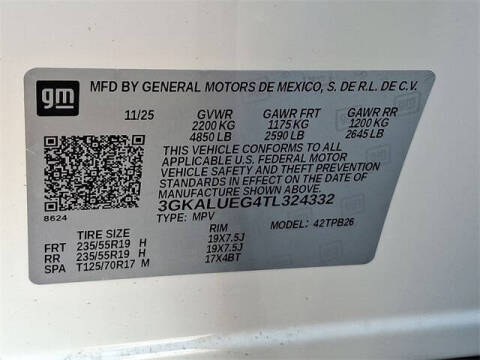 gm
MFD BY GENERAL MOTORS DE MEXICO, S. DE R.L. DE C.V.
11/25 GVWR GAWR FRT GAWR RR
2200 KG 1175 KG 1200 KG
4850 LB 2590 LB 2645 LB
THIS VEHICLE CONFORMS TO ALL
APPLICABLE U.S. FEDERAL MOTOR
VEHICLE SAFETY AND THEFT
PREVENTION STANDARDS IN EFFECT
ON THE DATE OF MANUFACTURE
SHOWN ABOVE.
3GKALUEG4TL324332
8624
TYPE: MPV MODEL: 42TPB26
TIRE SIZE RIM
FRT 235/55R19 H 19X7.5J
RR 235/55R19 H 19X7.5J
SPA T125/70R17 M 17X4BT